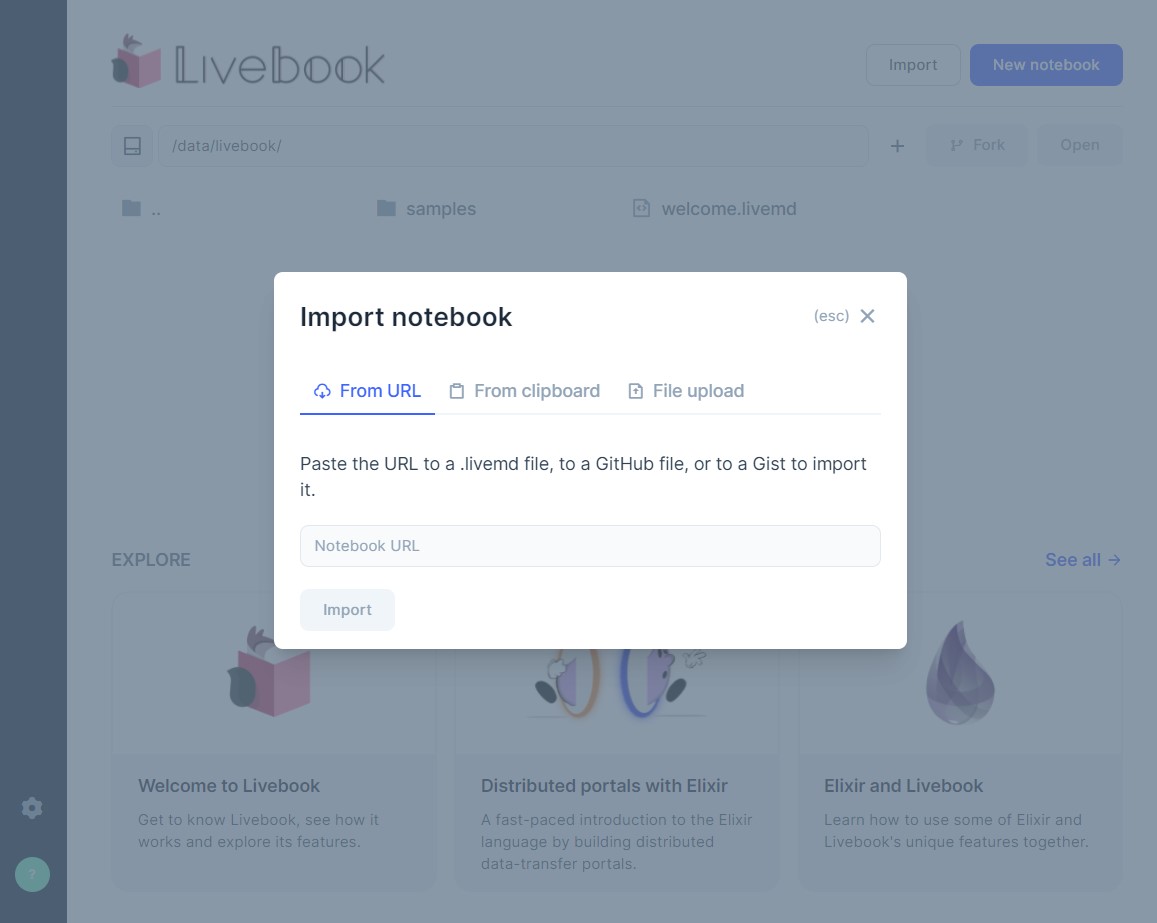 Livebook
Import
New notebook
/data/livebook/
+
Fork
Open
..
samples
welcome.livemd
Import notebook
(esc)
From URL
From clipboard
File upload
Paste the URL to a .livemd file, to a GitHub file, or to a Gist to import
it.
Notebook URL
Import
EXPLORE
See all →
Welcome to Livebook
Get to know Livebook, see how it
works and explore its features.
Distributed portals with Elixir
A fast-paced introduction to the Elixir
language by building distributed
data-transfer portals.
Elixir and Livebook
Learn how to use some of Elixir and
Livebook's unique features together.
?